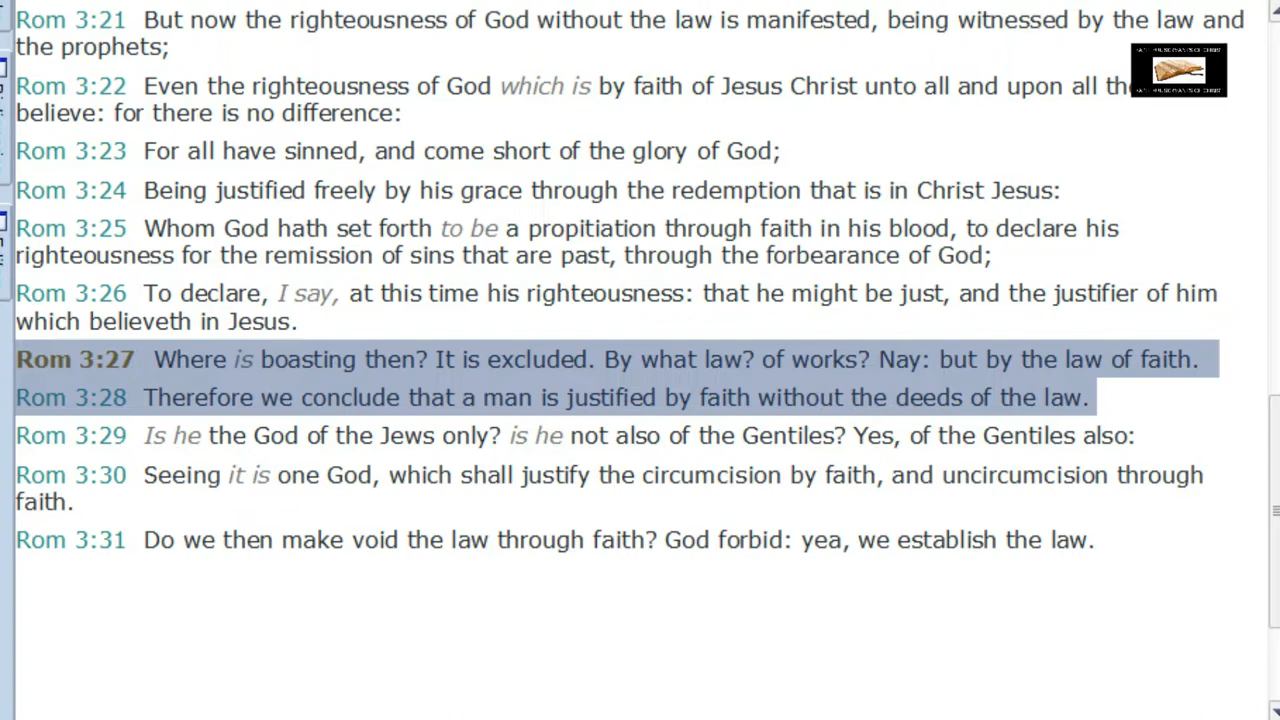 Rom 3:21 But now the righteousness of God without the law is manifested, being witnessed by the law and
the prophets;
Rom 3:22 Even the righteousness of God which is by faith of Jesus Christ unto all and upon all
believe: for there is no difference:
Rom 3:23 For all have sinned, and come short of the glory of God;
Rom 3:24 Being justified freely by his grace through the redemption that is in Christ Jesus:
Rom 3:25 Whom God hath set forth to be a propitiation through faith in his blood, to declare his
righteousness for the remission of sins that are past, through the forbearance of God;
Rom 3:26 To declare, I say, at this time his righteousness: that he might be just, and the justifier of him
which believeth in Jesus.
Rom 3:27 Where is boasting then? It is excluded. By what law? of works? Nay: but by the law of faith.
Rom 3:28 Therefore we conclude that a man is justified by faith without the deeds of the law.
Rom 3:29 Is he the God of the Jews only? is he not also of the Gentiles? Yes, of the Gentiles also:
Rom 3:30 Seeing it is one God, which shall justify the circumcision by faith, and uncircumcision through
faith.
Rom 3:31 Do we then make void the law through faith? God forbid: yea, we establish the law.